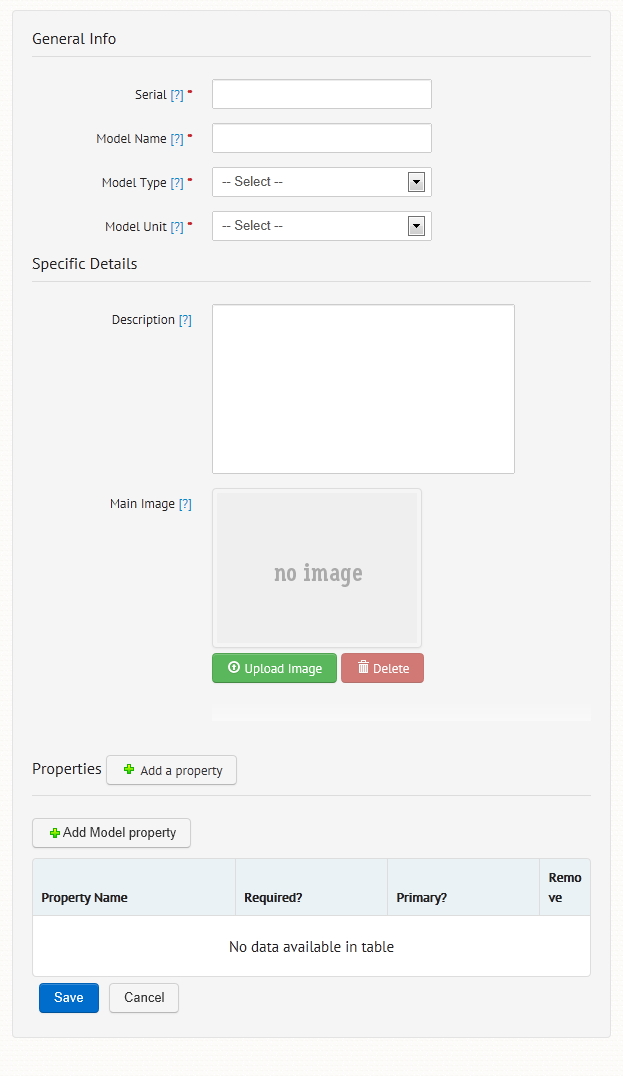 General Info
Serial [?] *
Model Name [?] *
Model Type [?] * -- Select --
Model Unit [?] * -- Select --
Specific Details
Description [?]
Main Image [?]
no image
Upload Image Delete
Properties Add a property
Add Model property
Property Name Required? Primary? Remo
ve
No data available in table
Save Cancel